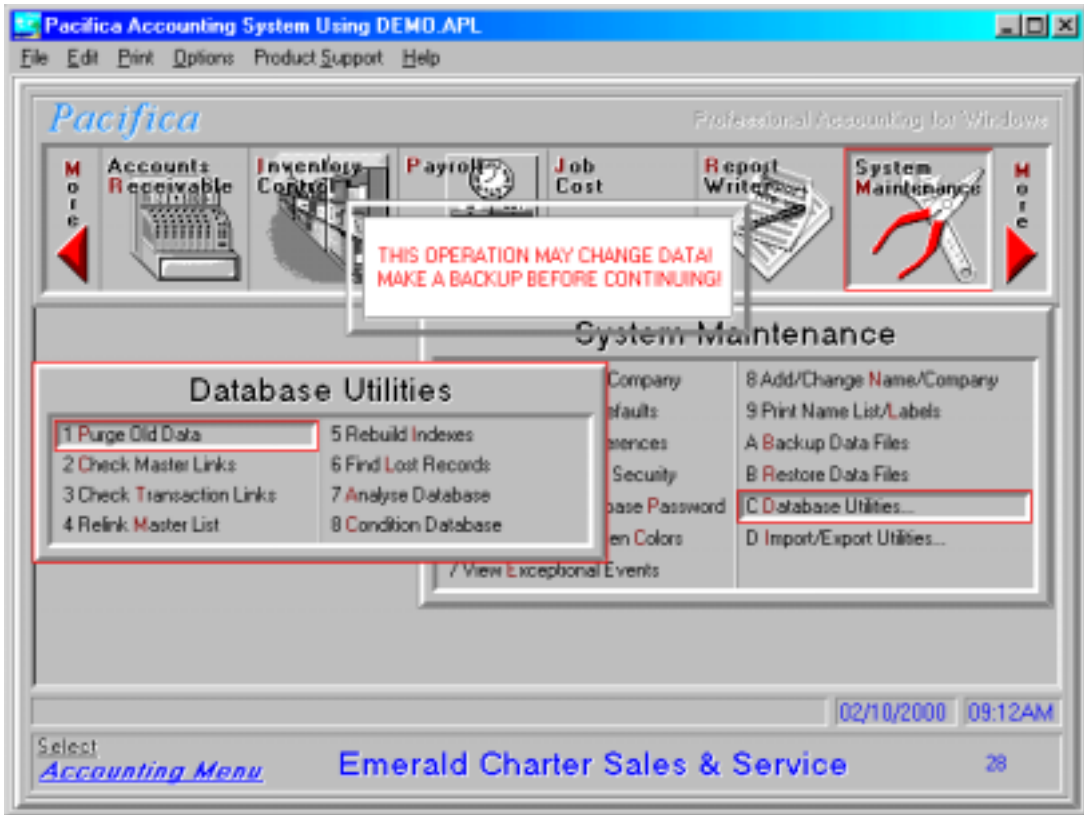 Pacifica Accounting System Using DEMO.APL
File Edit Print Options Product Support Help
Pacifica
Professional Accounting for Windows
More
Accounts Receivable
Inventory Control
Payroll
Job Cost
Report Writer
System Maintenance
More
THIS OPERATION MAY CHANGE DATA!
MAKE A BACKUP BEFORE CONTINUING!
System Maintenance
Company
Security
Password
Colors
7 View Exceptional Events
8 Add/Change Name/Company
9 Print Name List/Labels
A Backup Data Files
B Restore Data Files
C Database Utilities...
D Import/Export Utilities...
Database Utilities
1 Purge Old Data
2 Check Master Links
3 Check Transaction Links
4 Relink Master List
5 Rebuild Indexes
6 Find Lost Records
7 Analyse Database
8 Condition Database
02/10/2000 09:12AM
Select
Accounting Menu
Emerald Charter Sales & Service
28